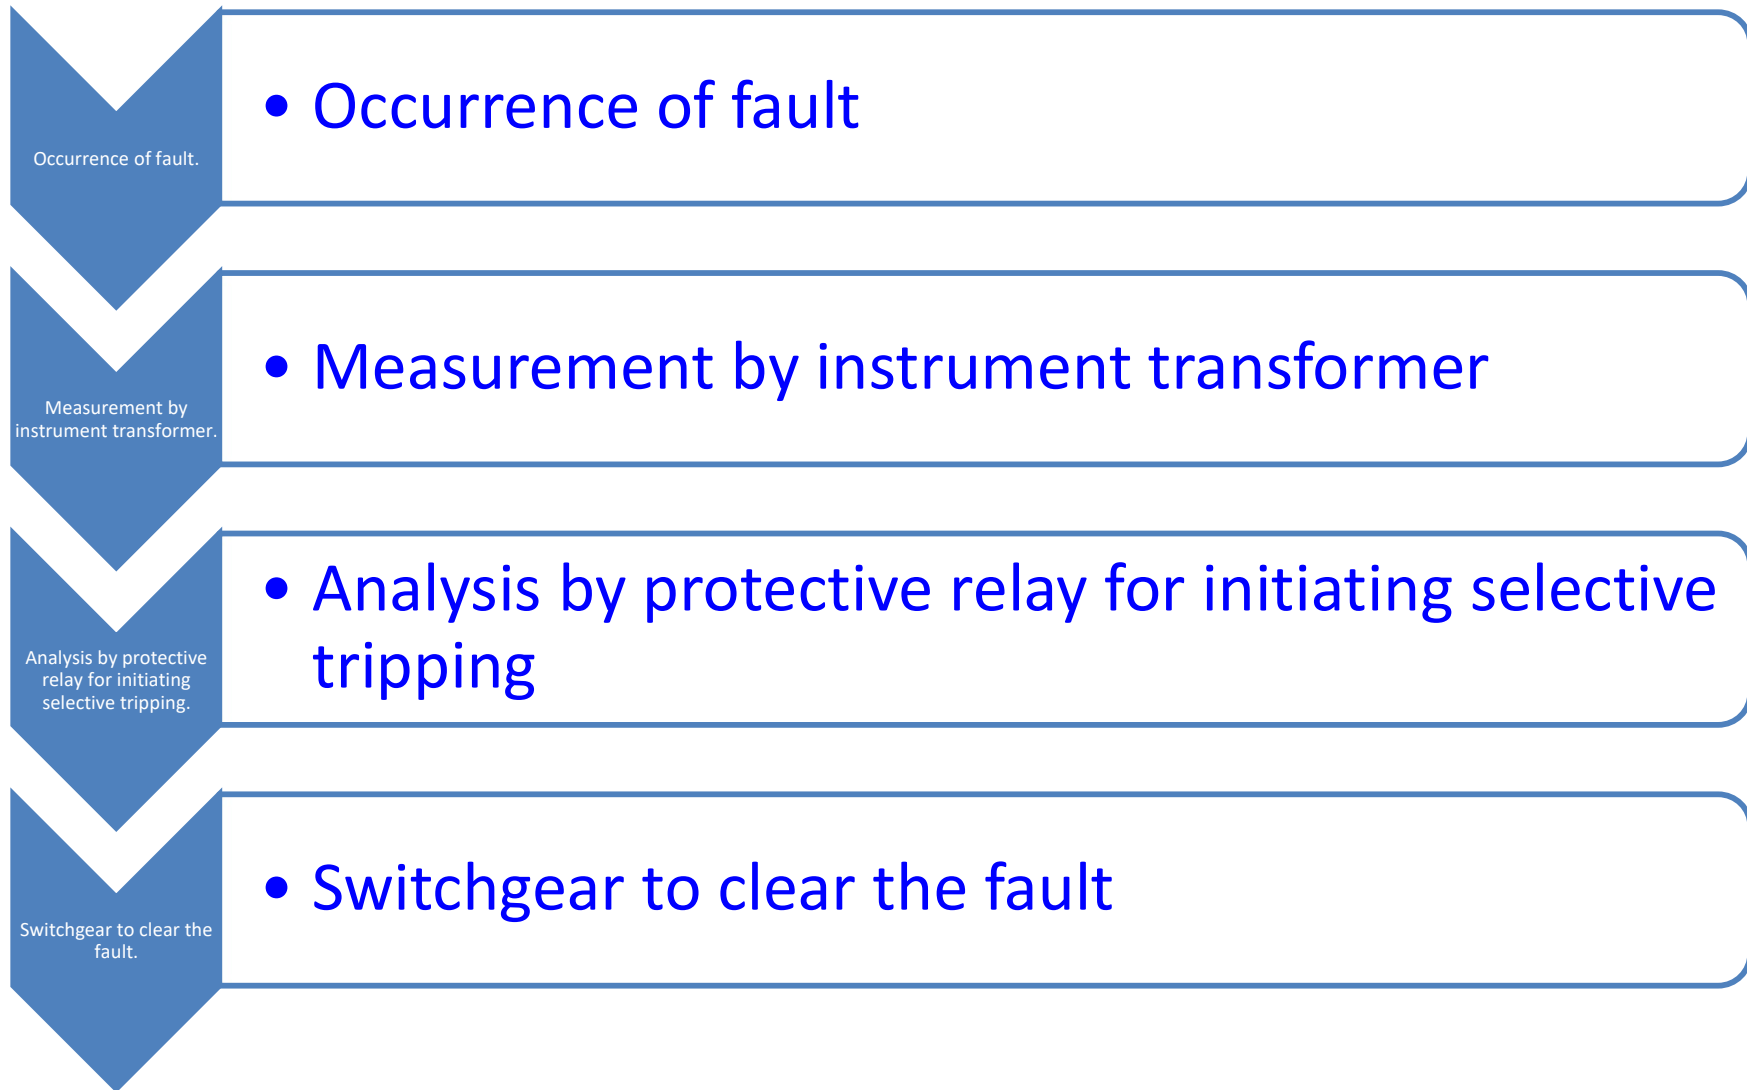 Occurrence of fault.
• Occurrence of fault
Measurement by
instrument transformer.
• Measurement by instrument transformer
Analysis by protective
relay for initiating
selective tripping.
• Analysis by protective relay for initiating selective
tripping
Switchgear to clear the
fault.
• Switchgear to clear the fault